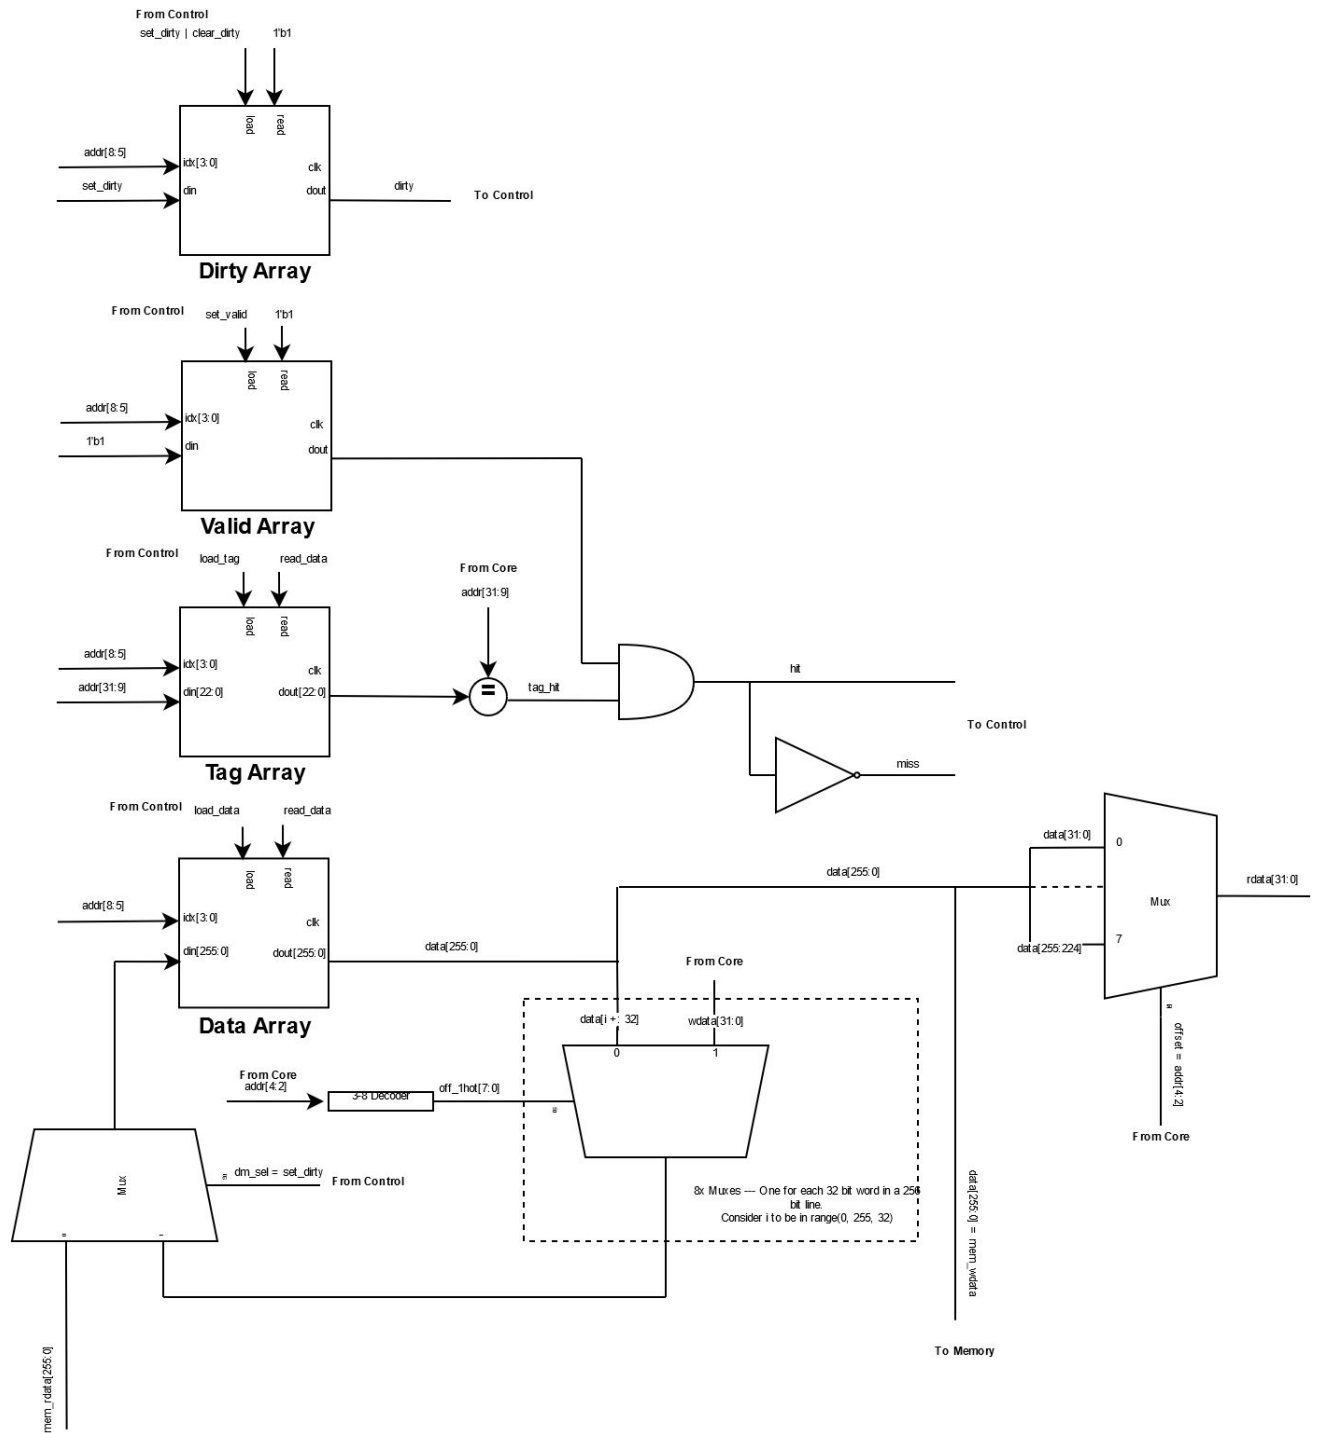 From Control
set_dirty | clear_dirty
1'b1
load
read
addr[8:5]
idx[3:0]
clk
set_dirty
din
dout
dirty
To Control
Dirty Array
From Control
set_valid
1'b1
load
read
addr[8:5]
idx[3:0]
clk
1'b1
din
dout
Valid Array
From Control
load_tag
read_data
From Core
addr[31:9]
load
read
addr[8:5]
idx[3:0]
clk
addr[31:9]
din[22:0]
dout[22:0]
=
tag_hit
hit
To Control
miss
Tag Array
From Control
load_data
read_data
load
read
addr[8:5]
idx[3:0]
clk
din[255:0]
dout[255:0]
data[255:0]
Data Array
data[255:0]
data[31:0]
0
Mux
7
data[255:224]
rdata[31:0]
offset = addr[4:2]
From Core
From Core
data[i +: 32]
wdata[31:0]
0
1
From Core
addr[4:2]
3-8 Decoder
off_1hot[7:0]
8x Muxes --- One for each 32 bit word in a 256
bit line.
Consider i to be in range(0, 255, 32)
Mux
dm_sel = set_dirty
From Control
mem_rdata[255:0]
data[255:0] = mem_wdata
To Memory